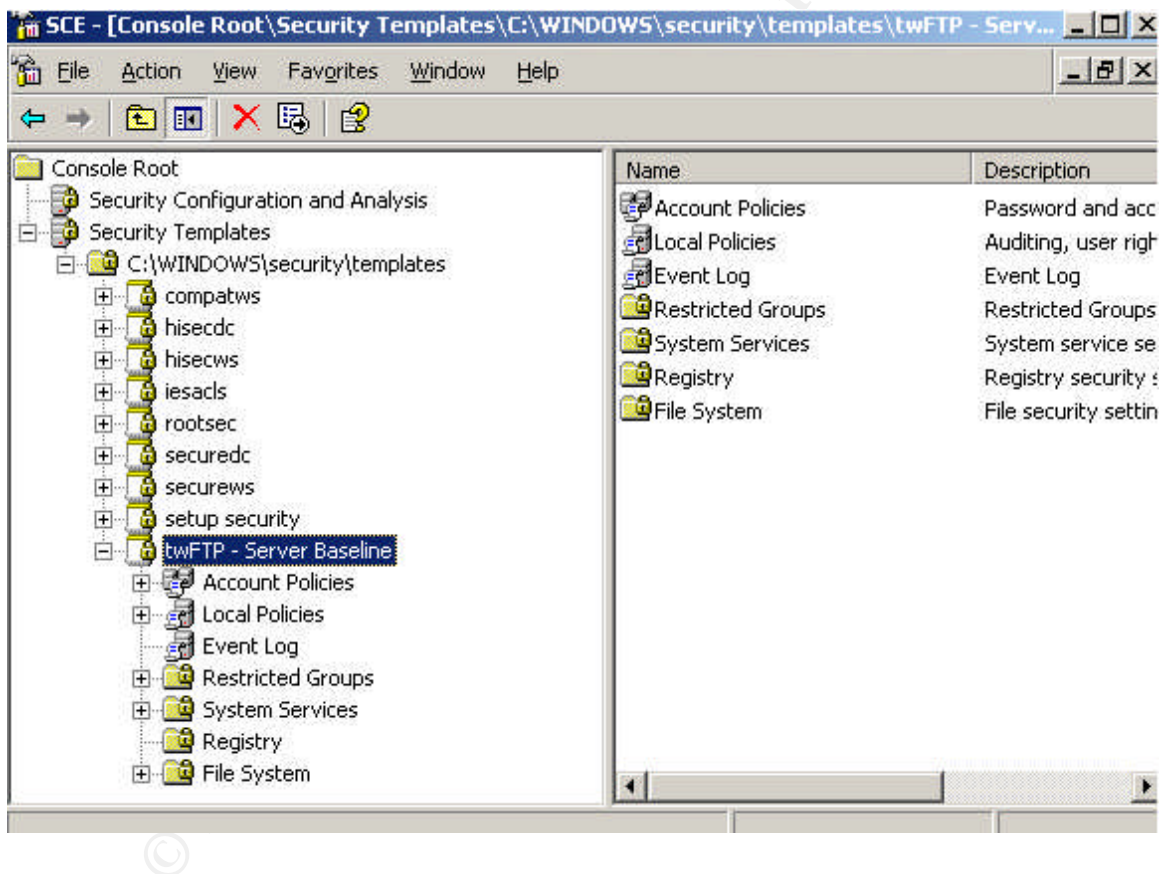 SCE - [Console Root\Security Templates\C:\WINDOWS\security\templates\twFTP - Serv...
File Action View Favorites Window Help
Console Root
Security Configuration and Analysis
Security Templates
C:\WINDOWS\security\templates
compatws
hisecdc
hisecws
iesacls
rootsec
securedc
securews
setup security
twFTP - Server Baseline
Account Policies
Local Policies
Event Log
Restricted Groups
System Services
Registry
File System
Name Description
Account Policies Password and acc
Local Policies Auditing, user righ
Event Log Event Log
Restricted Groups Restricted Groups
System Services System service se
Registry Registry security s
File System File security settin
©